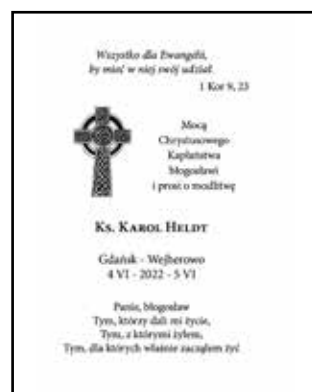 Wszystko dla Ewangelii,
by mieć w niej swój udział.
1 Kor 9, 23
Mocą
Chrystusowego
Kapłaństwa
błogosławi
i prosi o modlitwę
Ks. Karol Heldt
Gdańsk - Wejherowo
4 VI - 2022 - 5 VI
Panie, błogosław
Tym, którzy dali mi życie,
Tym, z którymi żyłem,
Tym, dla których właśnie zacząłem żyć